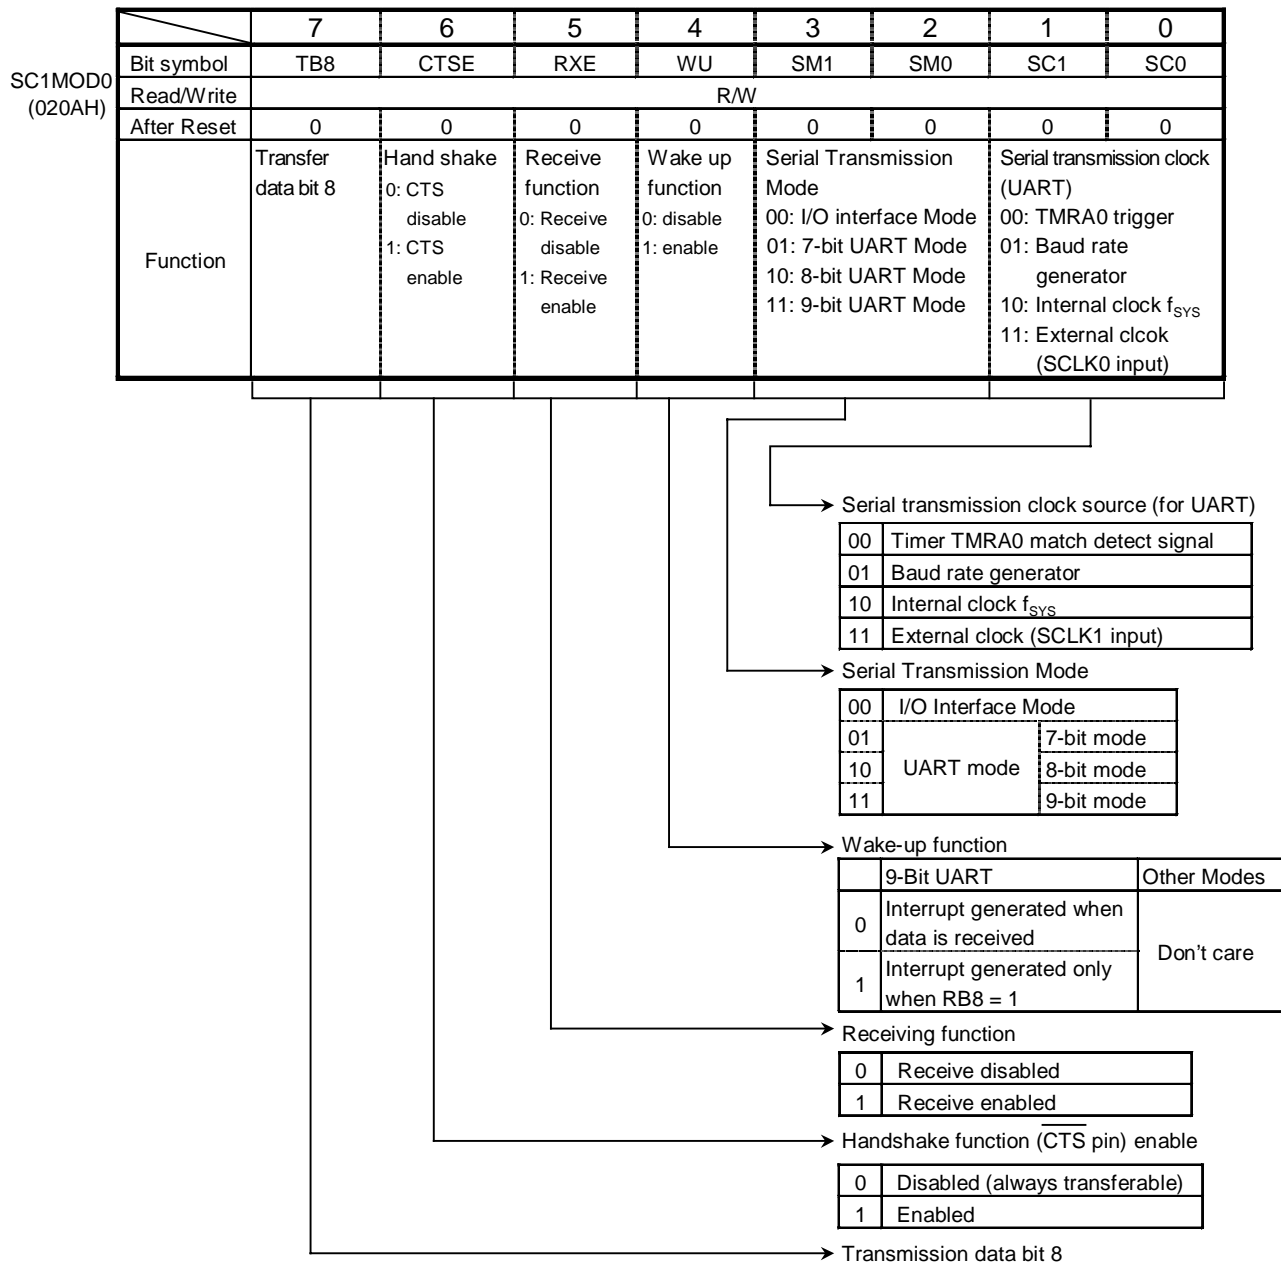 7 6 5 4 3 2 1 0
SC1MOD0
(020AH)
Bit symbol TB8 CTSE RXE WU SM1 SM0 SC1 SC0
Read/Write R/W
After Reset 0 0 0 0 0 0 0 0
Function
Transfer
data bit 8
Hand shake
0: CTS
disable
1: CTS
enable
Receive
function
0: Receive
disable
1: Receive
enable
Wake up
function
0: disable
1: enable
Serial Transmission
Mode
00: I/O interface Mode
01: 7-bit UART Mode
10: 8-bit UART Mode
11: 9-bit UART Mode
Serial transmission clock
(UART)
00: TMRA0 trigger
01: Baud rate
generator
10: Internal clock fSYS
11: External clcok
(SCLK0 input)
Serial transmission clock source (for UART)
00 Timer TMRA0 match detect signal
01 Baud rate generator
10 Internal clock fSYS
11 External clock (SCLK1 input)
Serial Transmission Mode
00 I/O Interface Mode
01 7-bit mode
10 UART mode 8-bit mode
11 9-bit mode
Wake-up function
9-Bit UART Other Modes
0 Interrupt generated when
data is received
Don't care
1 Interrupt generated only
when RB8 = 1
Receiving function
0 Receive disabled
1 Receive enabled
Handshake function (CTS pin) enable
0 Disabled (always transferable)
1 Enabled
Transmission data bit 8